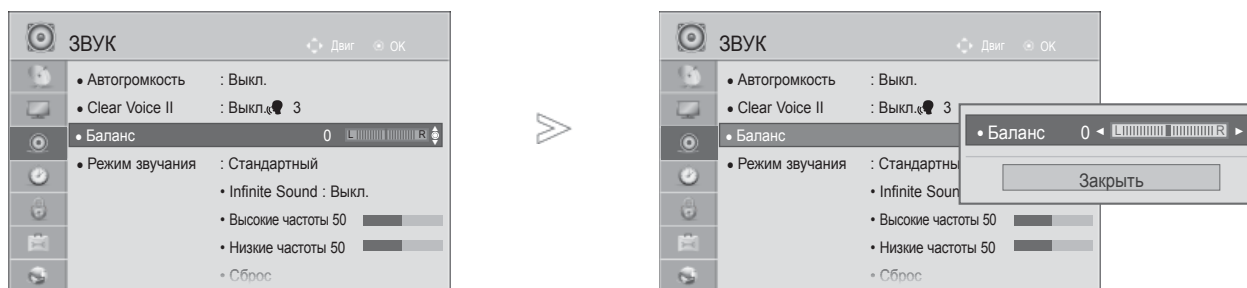 ЗВУК
Двиг OK
• Автогромкость : Выкл.
• Clear Voice II : Выкл. 3
• Баланс 0 L R
• Режим звучания : Стандартный
• Infinite Sound : Выкл.
• Высокие частоты 50
• Низкие частоты 50
• Сброс
ЗВУК
Двиг OK
• Автогромкость : Выкл.
• Clear Voice II : Выкл. 3
• Баланс
• Режим звучания : Стандартны
• Infinite Soun
• Высокие частоты 50
• Низкие частоты 50
• Сброс
• Баланс 0 ◄ L R ►
Закрыть